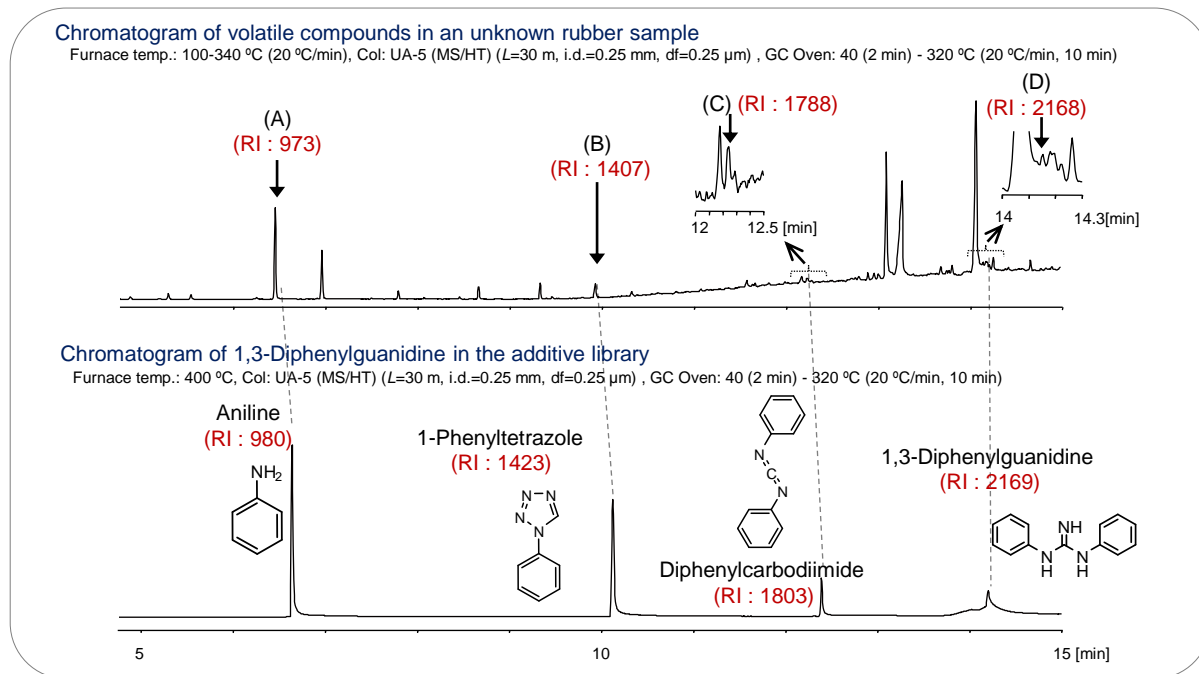 Chromatogram of volatile compounds in an unknown rubber sample
Furnace temp.: 100-340 ºC (20 ºC/min), Col: UA-5 (MS/HT) (L=30 m, i.d.=0.25 mm, df=0.25 µm) , GC Oven: 40 (2 min) - 320 ºC (20 ºC/min, 10 min)
(A)
(RI : 973)
(B)
(RI : 1407)
(C) (RI : 1788)
(D)
(RI : 2168)
12 12.5 [min]
14 14.3 [min]
Chromatogram of 1,3-Diphenylguanidine in the additive library
Furnace temp.: 400 ºC, Col: UA-5 (MS/HT) (L=30 m, i.d.=0.25 mm, df=0.25 µm) , GC Oven: 40 (2 min) - 320 ºC (20 ºC/min, 10 min)
Aniline
(RI : 980)
NH2
1-Phenyltetrazole
(RI : 1423)
N N
N
N
N
C
N
Diphenylcarbodiimide
(RI : 1803)
1,3-Diphenylguanidine
(RI : 2169)
NH
N N
H H
5 10 15 [min]